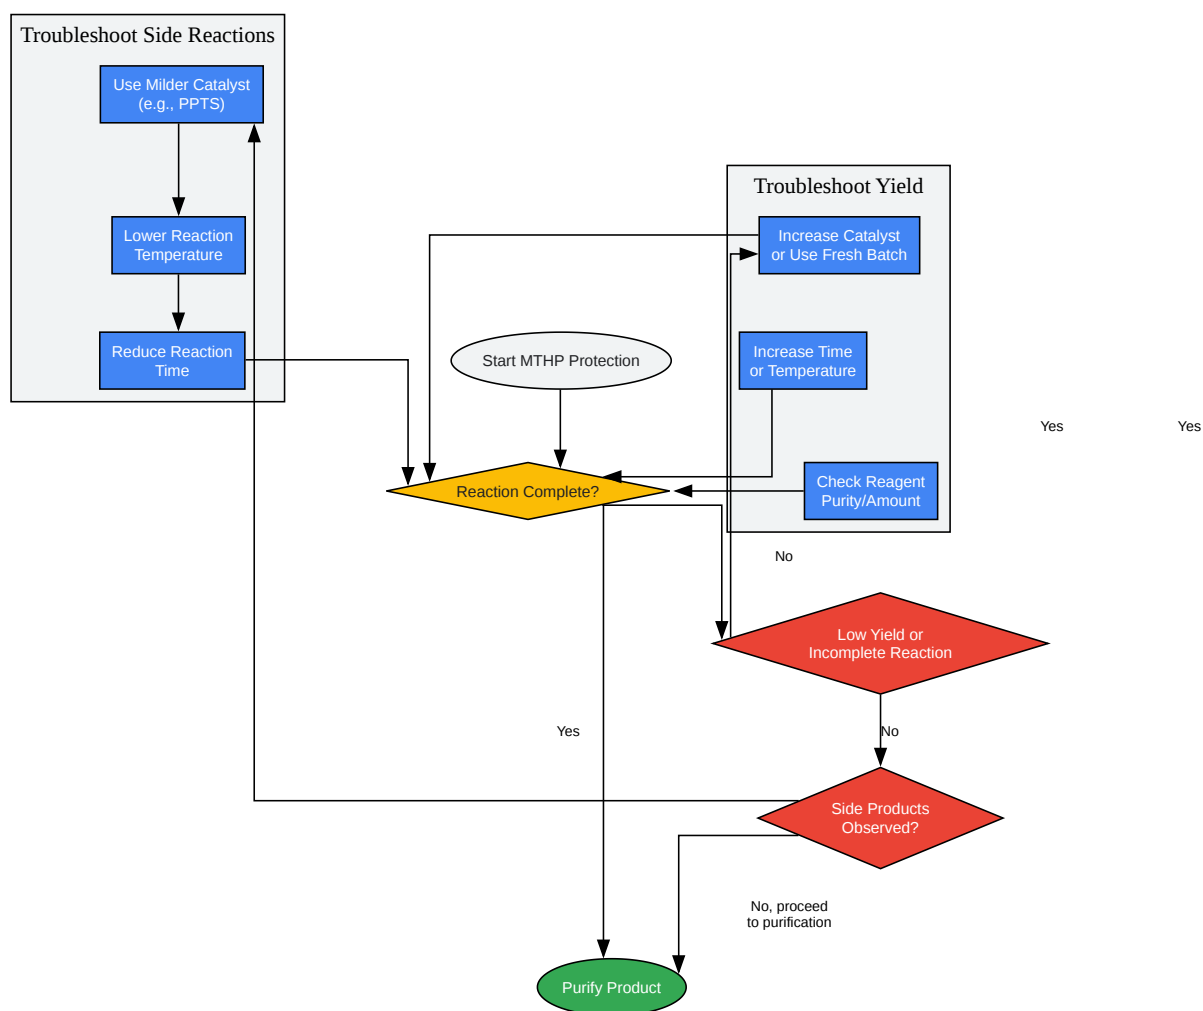 Troubleshoot Side Reactions
Use Milder Catalyst
(e.g., PPTS)
Lower Reaction
Temperature
Reduce Reaction
Time
Troubleshoot Yield
Increase Catalyst
or Use Fresh Batch
Start MTHP Protection
Increase Time
or Temperature
Yes
Yes
Reaction Complete?
Check Reagent
Purity/Amount
No
Low Yield or
Incomplete Reaction
Yes
No
Side Products
Observed?
No, proceed
to purification
Purify Product